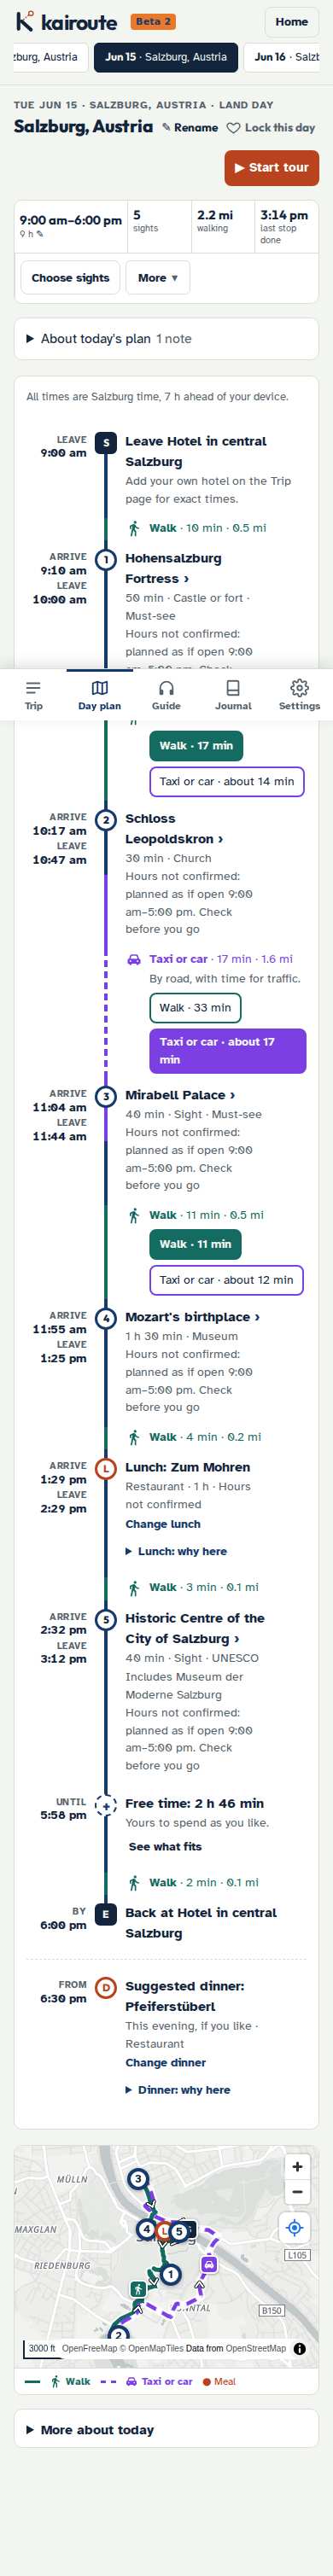 kairoute Beta 2 Home
zburg, Austria Jun 15 · Salzburg, Austria Jun 16 · Salzb
TUE JUN 15 · SALZBURG, AUSTRIA · LAND DAY
Salzburg, Austria ✎ Rename Lock this day
▶ Start tour
9:00 am–6:00 pm
h ✎
5
sights
2.2 mi
walking
3:14 pm
last stop
done
Choose sights More ▾
▶ About today's plan 1 note
All times are Salzburg time, 7 h ahead of your device.
LEAVE
9:00 am
S
Leave Hotel in central
Salzburg
Add your own hotel on the Trip
page for exact times.
Walk · 10 min · 0.5 mi
ARRIVE
9:10 am
LEAVE
10:00 am
1
Hohensalzburg
Fortress ›
50 min · Castle or fort ·
Must-see
Hours not confirmed:
planned as if open 9:00
Trip Day plan Guide Journal Settings
Walk · 17 min
Taxi or car · about 14 min
ARRIVE
10:17 am
LEAVE
10:47 am
2
Schloss
Leopoldskron ›
30 min · Church
Hours not confirmed:
planned as if open 9:00
am–5:00 pm. Check
before you go
Taxi or car · 17 min · 1.6 mi
By road, with time for traffic.
Walk · 33 min
Taxi or car · about 17
min
ARRIVE
11:04 am
LEAVE
11:44 am
3
Mirabell Palace ›
40 min · Sight · Must-see
Hours not confirmed:
planned as if open 9:00
am–5:00 pm. Check
before you go
Walk · 11 min · 0.5 mi
Walk · 11 min
Taxi or car · about 12 min
ARRIVE
11:55 am
LEAVE
1:25 pm
4
Mozart's birthplace ›
1 h 30 min · Museum
Hours not confirmed:
planned as if open 9:00
am–5:00 pm. Check
before you go
Walk · 4 min · 0.2 mi
ARRIVE
1:29 pm
LEAVE
2:29 pm
L
Lunch: Zum Mohren
Restaurant · 1 h · Hours
not confirmed
Change lunch
▶ Lunch: why here
Walk · 3 min · 0.1 mi
ARRIVE
2:32 pm
LEAVE
3:12 pm
5
Historic Centre of the
City of Salzburg ›
40 min · Sight · UNESCO
Includes Museum der
Moderne Salzburg
Hours not confirmed:
planned as if open 9:00
am–5:00 pm. Check
before you go
UNTIL
5:58 pm
+
Free time: 2 h 46 min
Yours to spend as you like.
See what fits
Walk · 2 min · 0.1 mi
BY
6:00 pm
E
Back at Hotel in central
Salzburg
FROM
6:30 pm
D
Suggested dinner:
Pfeiferstüberl
This evening, if you like ·
Restaurant
Change dinner
▶ Dinner: why here
MÜLLN
3
+
−
MAXGLAN
4 L 5
L105
RIEDENBURG
1
B150
NNTAL
2
3000 ft OpenFreeMap © OpenMapTiles Data from OpenStreetMap
Walk Taxi or car Meal
▶ More about today